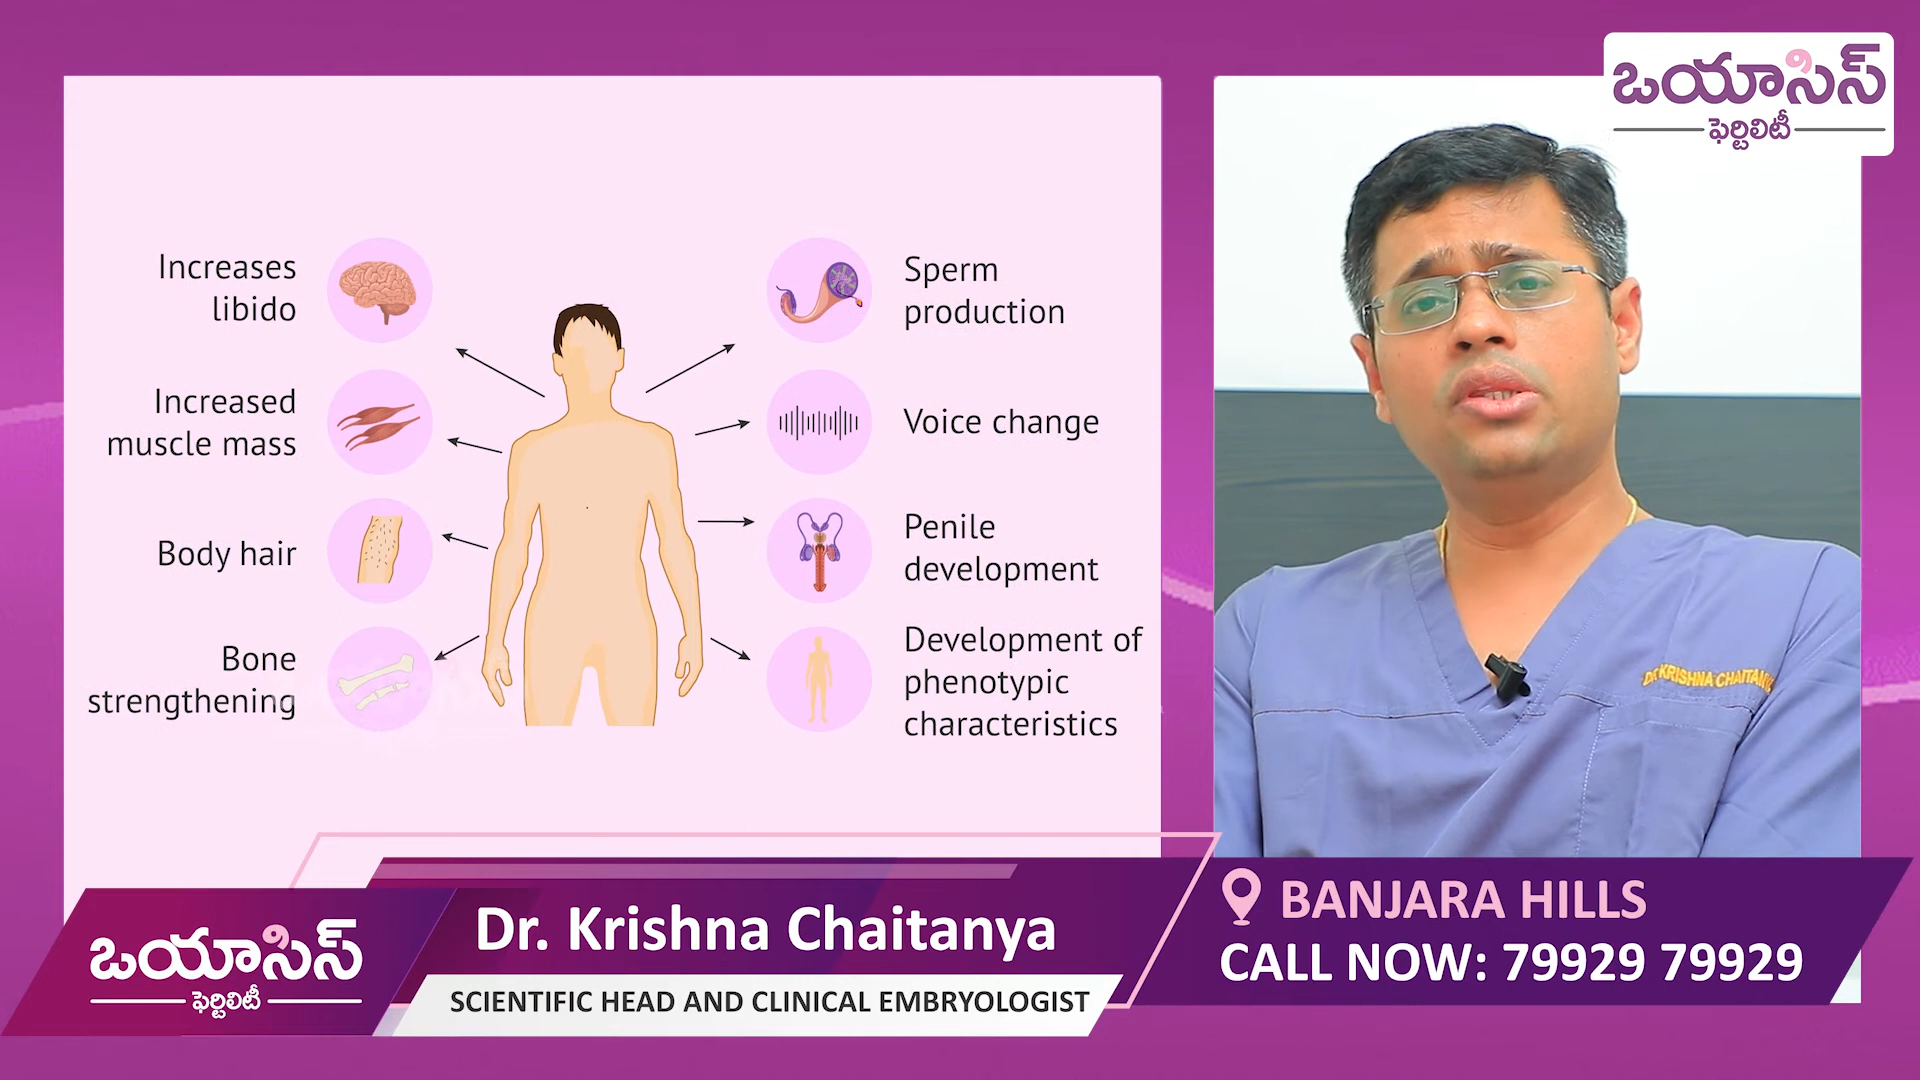 ఒయాసిస్
ఫెర్టిలిటీ
Increases
libido
Increased
muscle mass
Body hair
Bone
strengthening
Sperm
production
Voice change
Penile
development
Development of
phenotypic
characteristics
DR KRISHNA
ఒయాసిస్
ఫెర్టిలిటీ
Dr. Krishna Chaitanya
SCIENTIFIC HEAD AND CLINICAL EMBRYOLOGIST
BANJARA HILLS
CALL NOW: 79929 79929